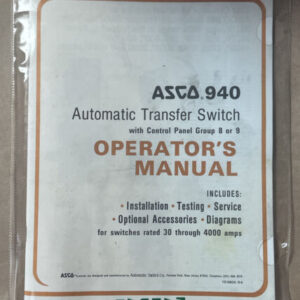 ASCO 940
Automatic Transfer Switch
with Control Panel Group 8 or 9
OPERATOR'S
MANUAL
INCLUDES:
• Installation • Testing • Service
• Optional Accessories • Diagrams
for switches rated 30 through 4000 amps
ASCO